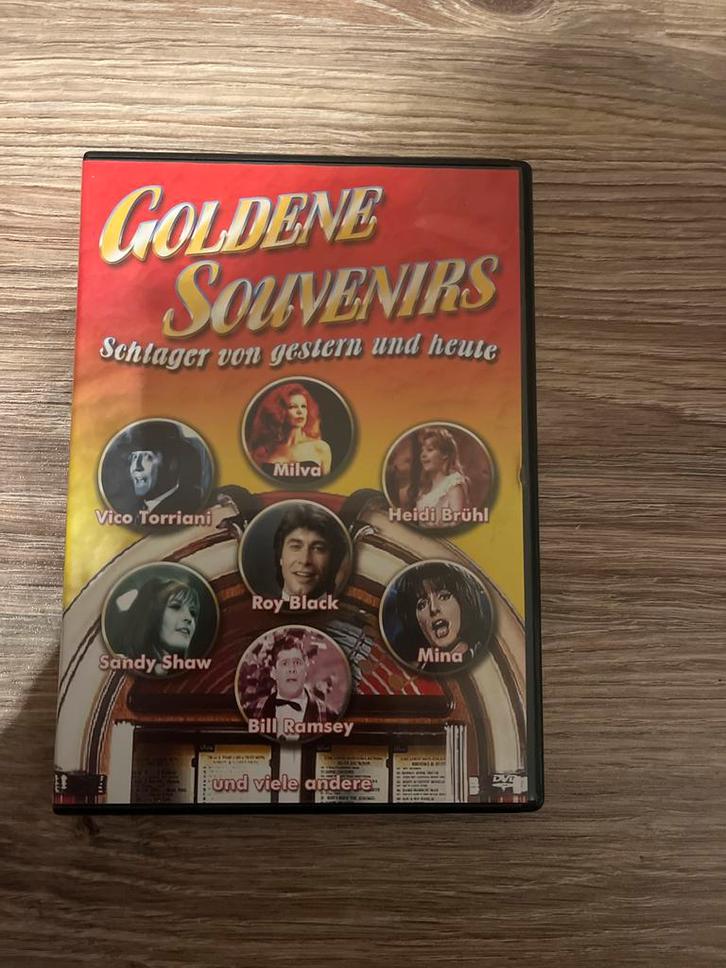 GOLDENE
SOUVENIRS
Schlager von gestern und heute
Milva
Vico Torriani
Heidi Brühl
Roy Black
Sandy Shaw
Mina
Bill Ramsey
und viele andere
DVD